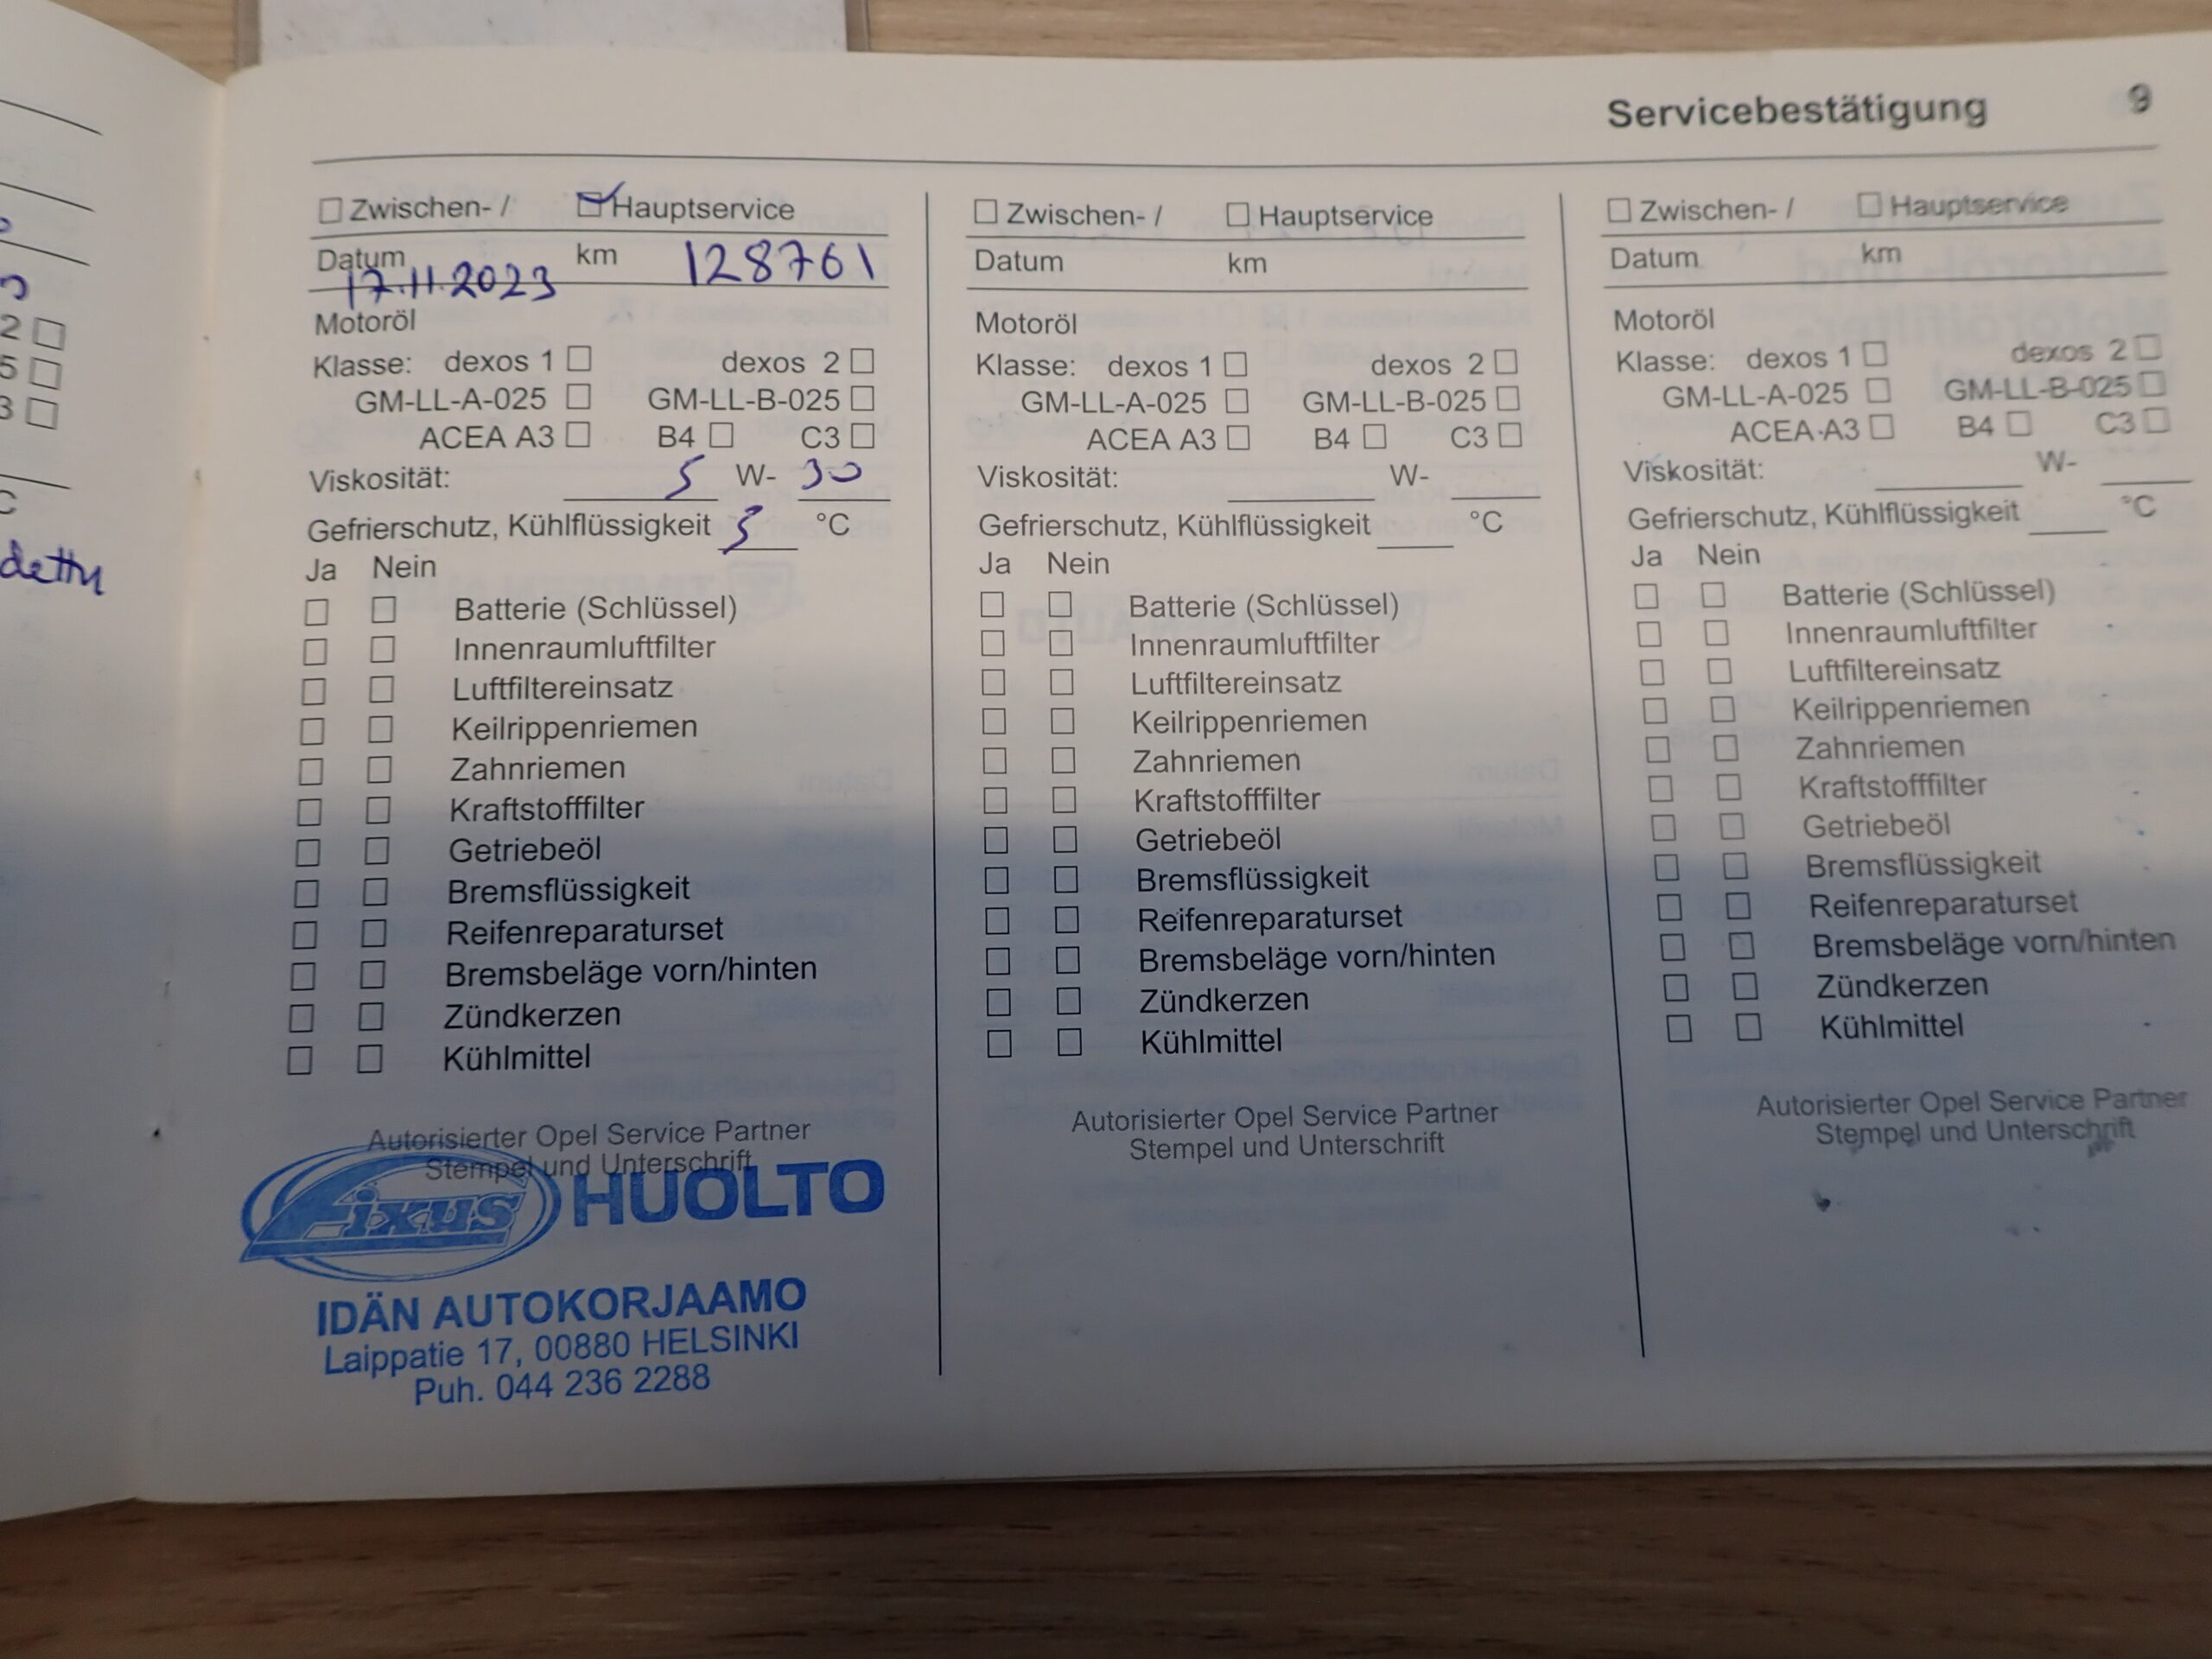 Servicebestätigung 9
2
5
3
C
dettu
Zwischen- / Hauptservice
Datum 17.11.2023 km 128761
Motoröl
Klasse: dexos 1 dexos 2
GM-LL-A-025 GM-LL-B-025
ACEA A3 B4 C3
Viskosität: 5 W- 30
Gefrierschutz, Kühlflüssigkeit 5 °C
Ja Nein
Batterie (Schlüssel)
Innenraumluftfilter
Luftfiltereinsatz
Keilrippenriemen
Zahnriemen
Kraftstofffilter
Getriebeöl
Bremsflüssigkeit
Reifenreparaturset
Bremsbeläge vorn/hinten
Zündkerzen
Kühlmittel
Autorisierter Opel Service Partner
Stempel und Unterschrift
Fixus HUOLTO
IDÄN AUTOKORJAAMO
Laippatie 17, 00880 HELSINKI
Puh. 044 236 2288
Zwischen- / Hauptservice
Datum km
Motoröl
Klasse: dexos 1 dexos 2
GM-LL-A-025 GM-LL-B-025
ACEA A3 B4 C3
Viskosität: W-
Gefrierschutz, Kühlflüssigkeit °C
Ja Nein
Batterie (Schlüssel)
Innenraumluftfilter
Luftfiltereinsatz
Keilrippenriemen
Zahnriemen
Kraftstofffilter
Getriebeöl
Bremsflüssigkeit
Reifenreparaturset
Bremsbeläge vorn/hinten
Zündkerzen
Kühlmittel
Autorisierter Opel Service Partner
Stempel und Unterschrift
Zwischen- / Hauptservice
Datum km
Motoröl
Klasse: dexos 1 dexos 2
GM-LL-A-025 GM-LL-B-025
ACEA A3 B4 C3
Viskosität: W-
Gefrierschutz, Kühlflüssigkeit °C
Ja Nein
Batterie (Schlüssel)
Innenraumluftfilter
Luftfiltereinsatz
Keilrippenriemen
Zahnriemen
Kraftstofffilter
Getriebeöl
Bremsflüssigkeit
Reifenreparaturset
Bremsbeläge vorn/hinten
Zündkerzen
Kühlmittel
Autorisierter Opel Service Partner
Stempel und Unterschrift